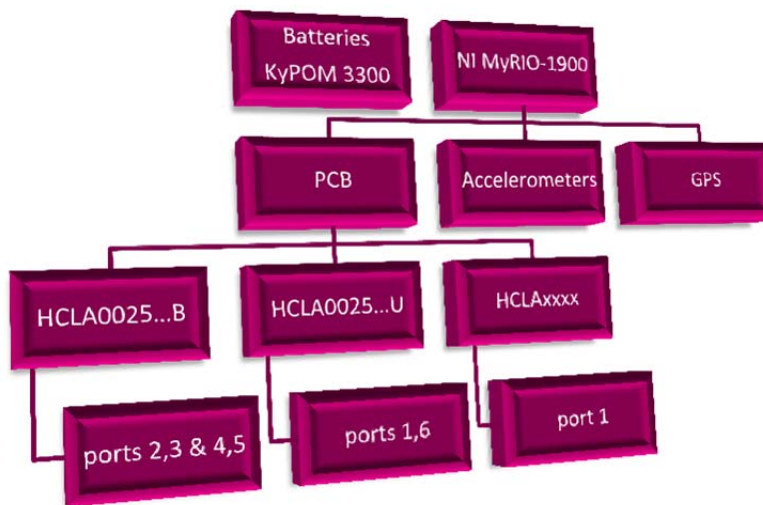 Batteries
KyPOM 3300
NI MyRIO-1900
PCB
Accelerometers
GPS
HCLA0025...B
HCLA0025...U
HCLAxxxx
ports 2,3 & 4,5
ports 1,6
port 1